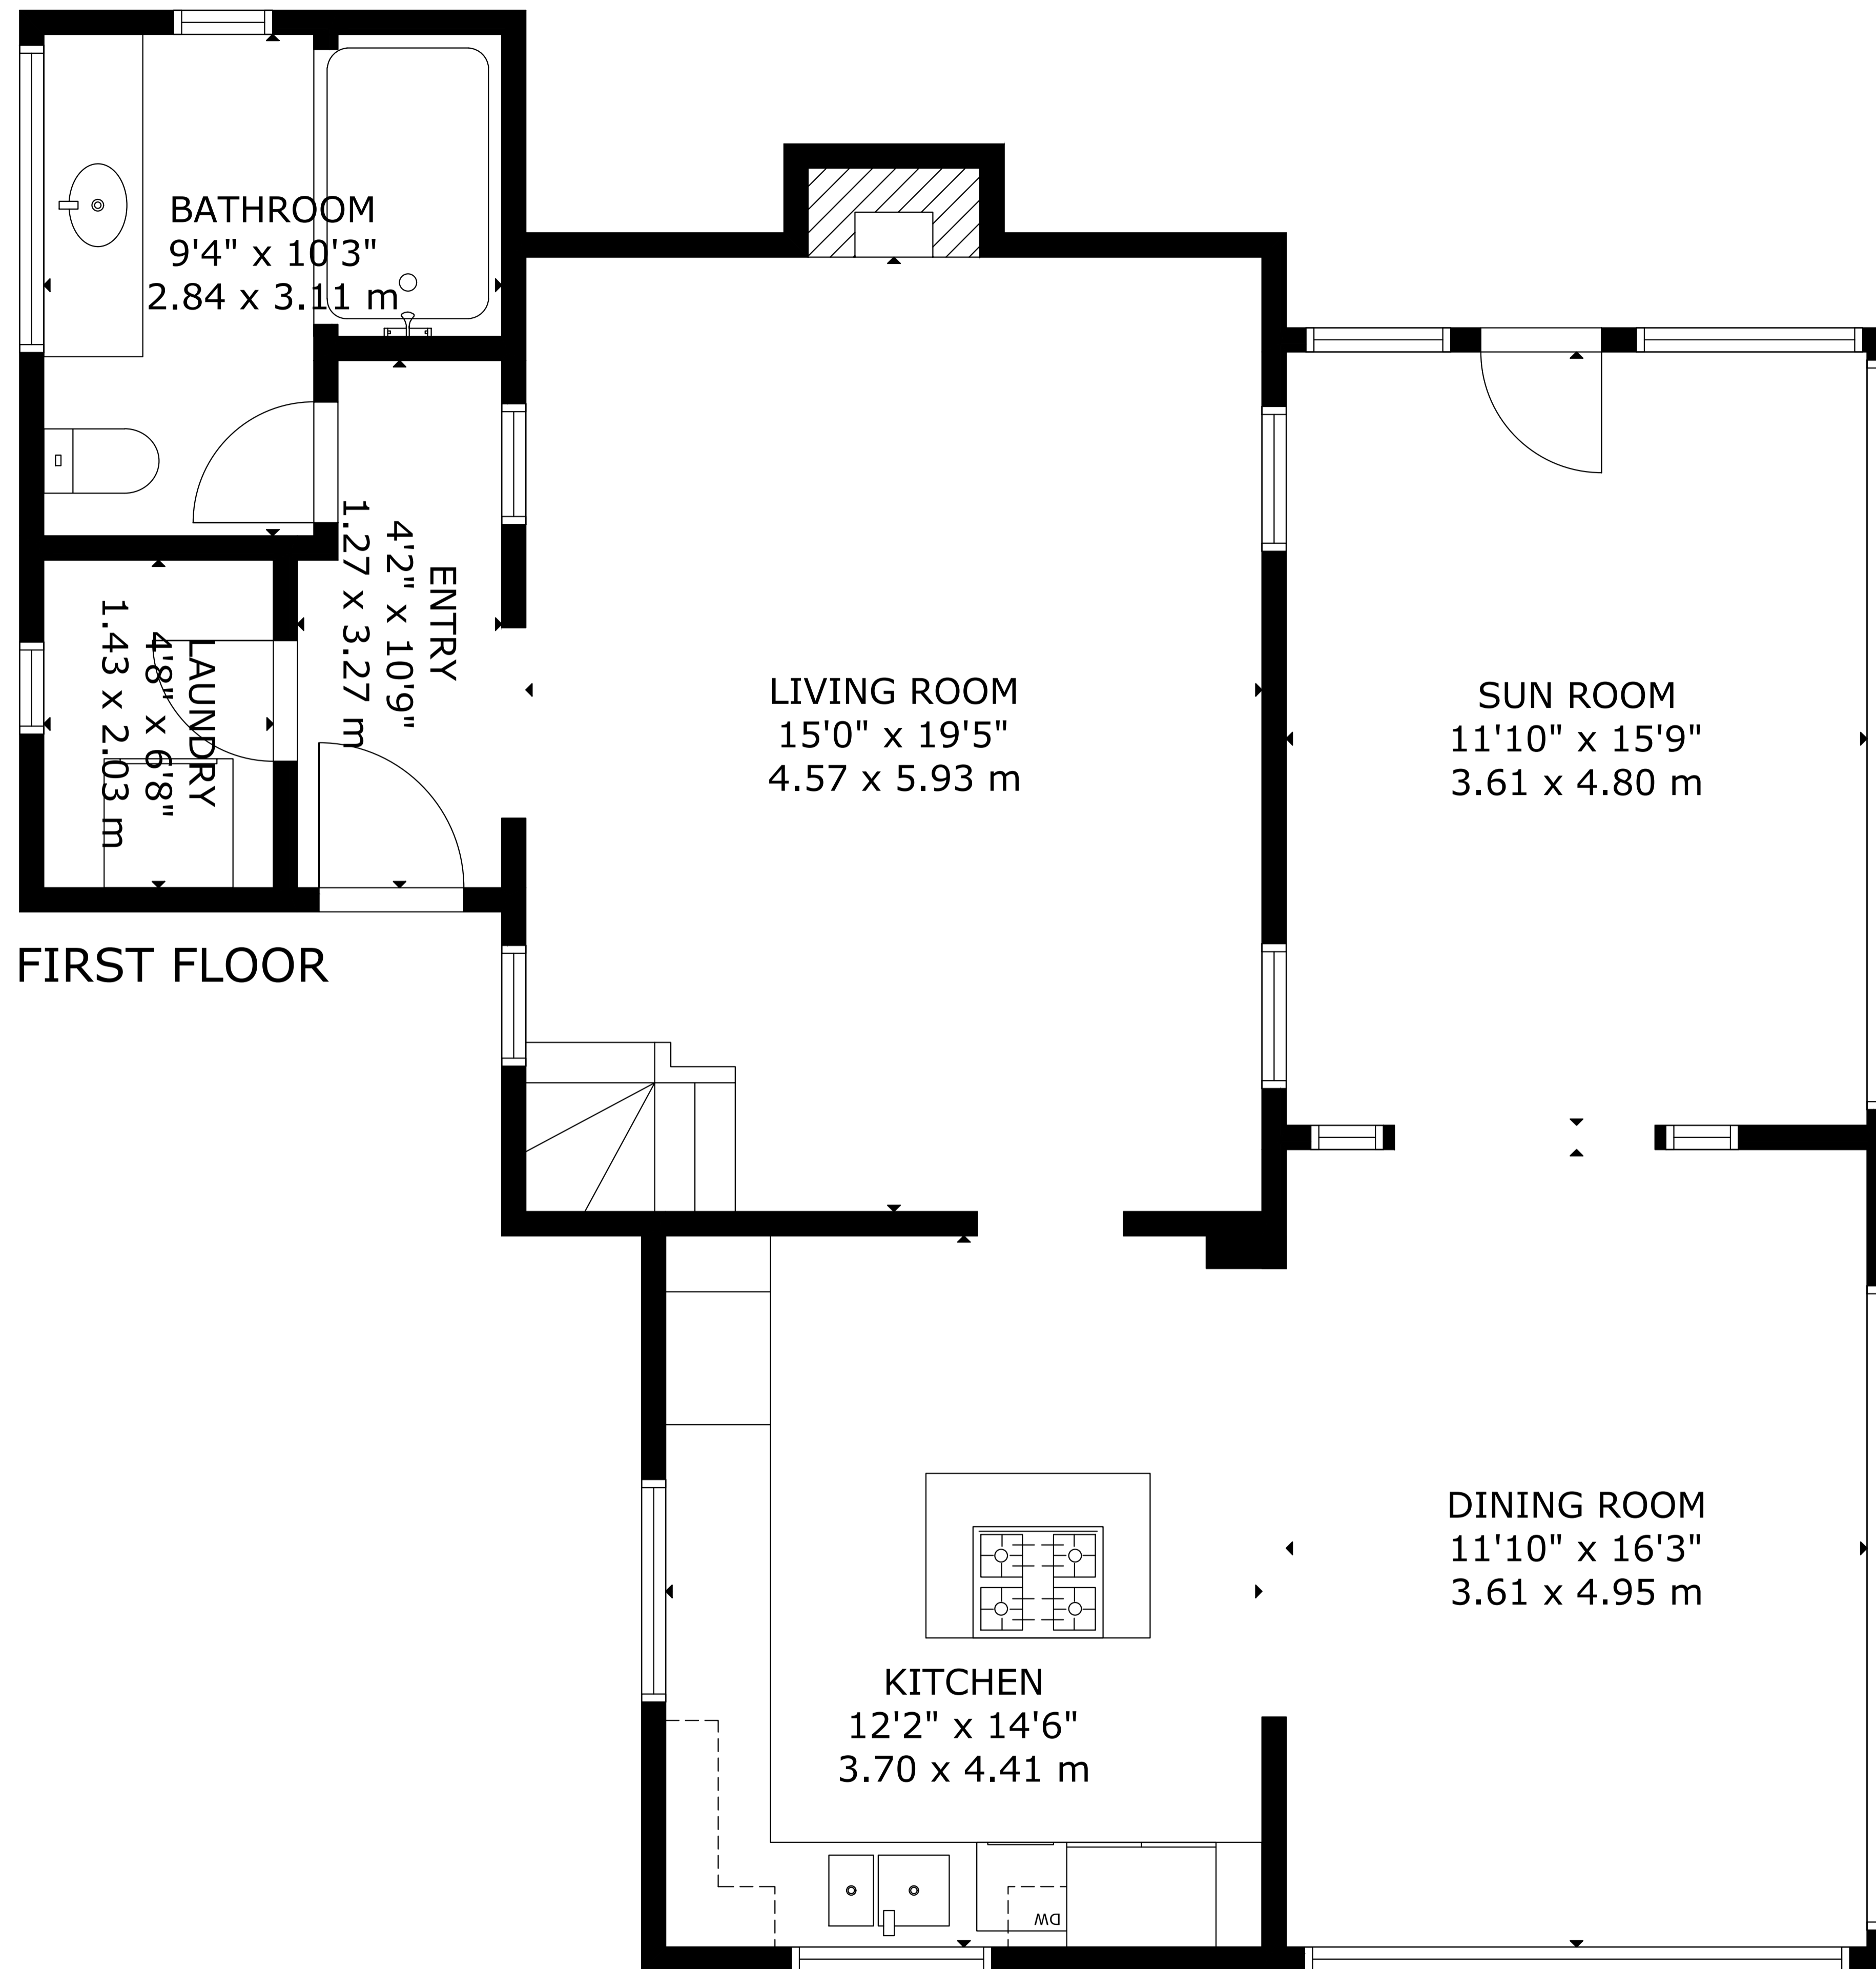 BATHROOM
9'4" x 10'3"
2.84 x 3.11 m
ENTRY
4'2" x 10'9"
1.27 x 3.27 m
LAUNDRY
4'8" x 6'8"
1.43 x 2.03 m
LIVING ROOM
15'0" x 19'5"
4.57 x 5.93 m
SUN ROOM
11'10" x 15'9"
3.61 x 4.80 m
FIRST FLOOR
DINING ROOM
11'10" x 16'3"
3.61 x 4.95 m
KITCHEN
12'2" x 14'6"
3.70 x 4.41 m
DW